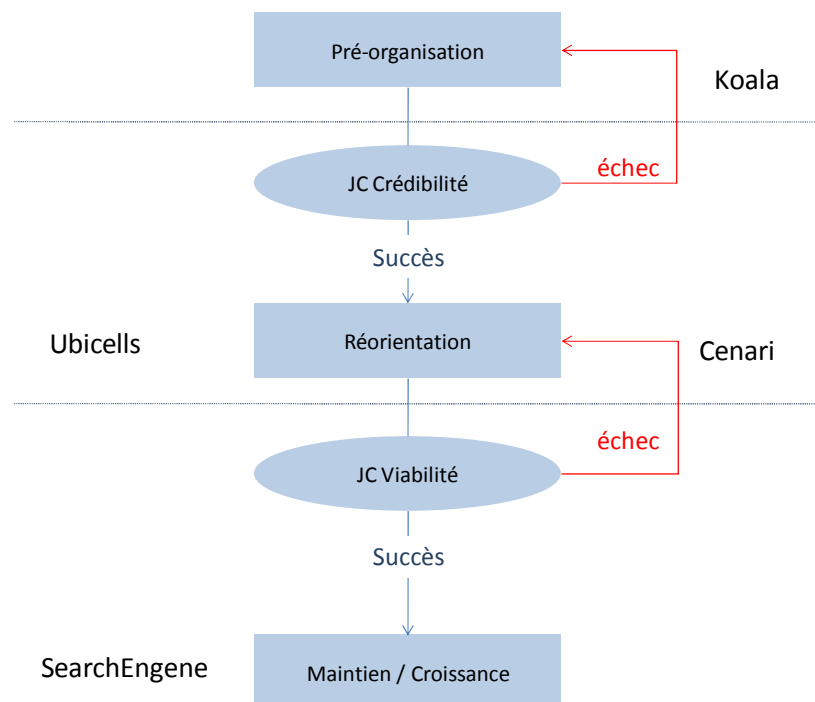 Pré-organisation
Koala
JC Crédibilité
échec
Succès
Ubicells
Réorientation
Cenari
échec
JC Viabilité
Succès
SearchEngene
Maintien / Croissance